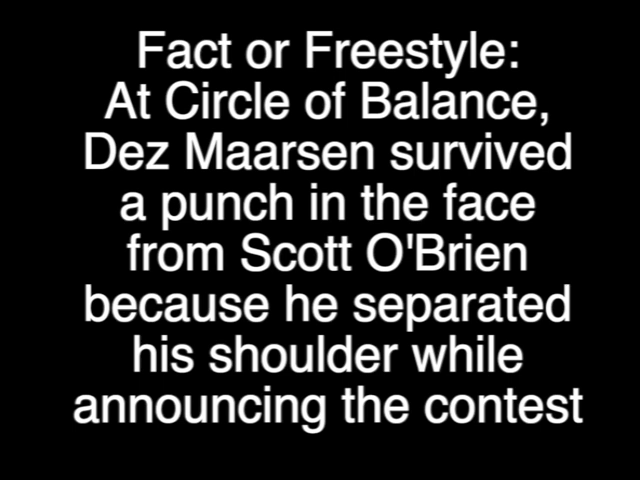 Fact or Freestyle:
At Circle of Balance,
Dez Maarsen survived
a punch in the face
from Scott O'Brien
because he separated
his shoulder while
announcing the contest